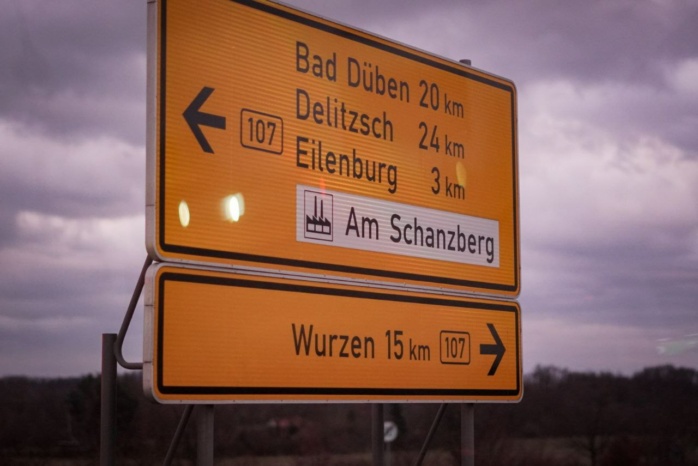 Bad Düben 20 km
107 Delitzsch 24 km
Eilenburg 3 km
Am Schanzberg
Wurzen 15 km 107